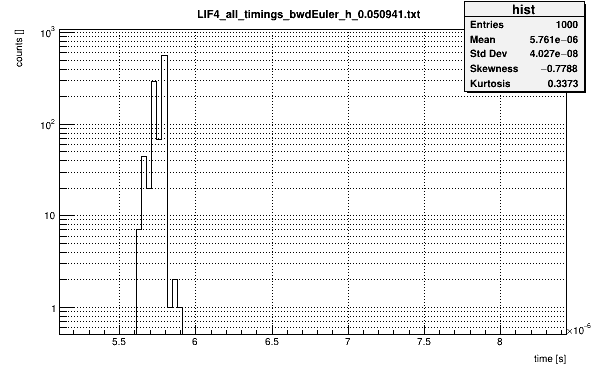 LIF4_all_timings_bwdEuler_h_0.050941.txt
hist
Entries 1000
Mean 5.761e−06
Std Dev 4.027e−08
Skewness −0.7788
Kurtosis 0.3373
counts []
10³
10²
10
1
5.5 6 6.5 7 7.5 8
×10⁻⁶
time [s]